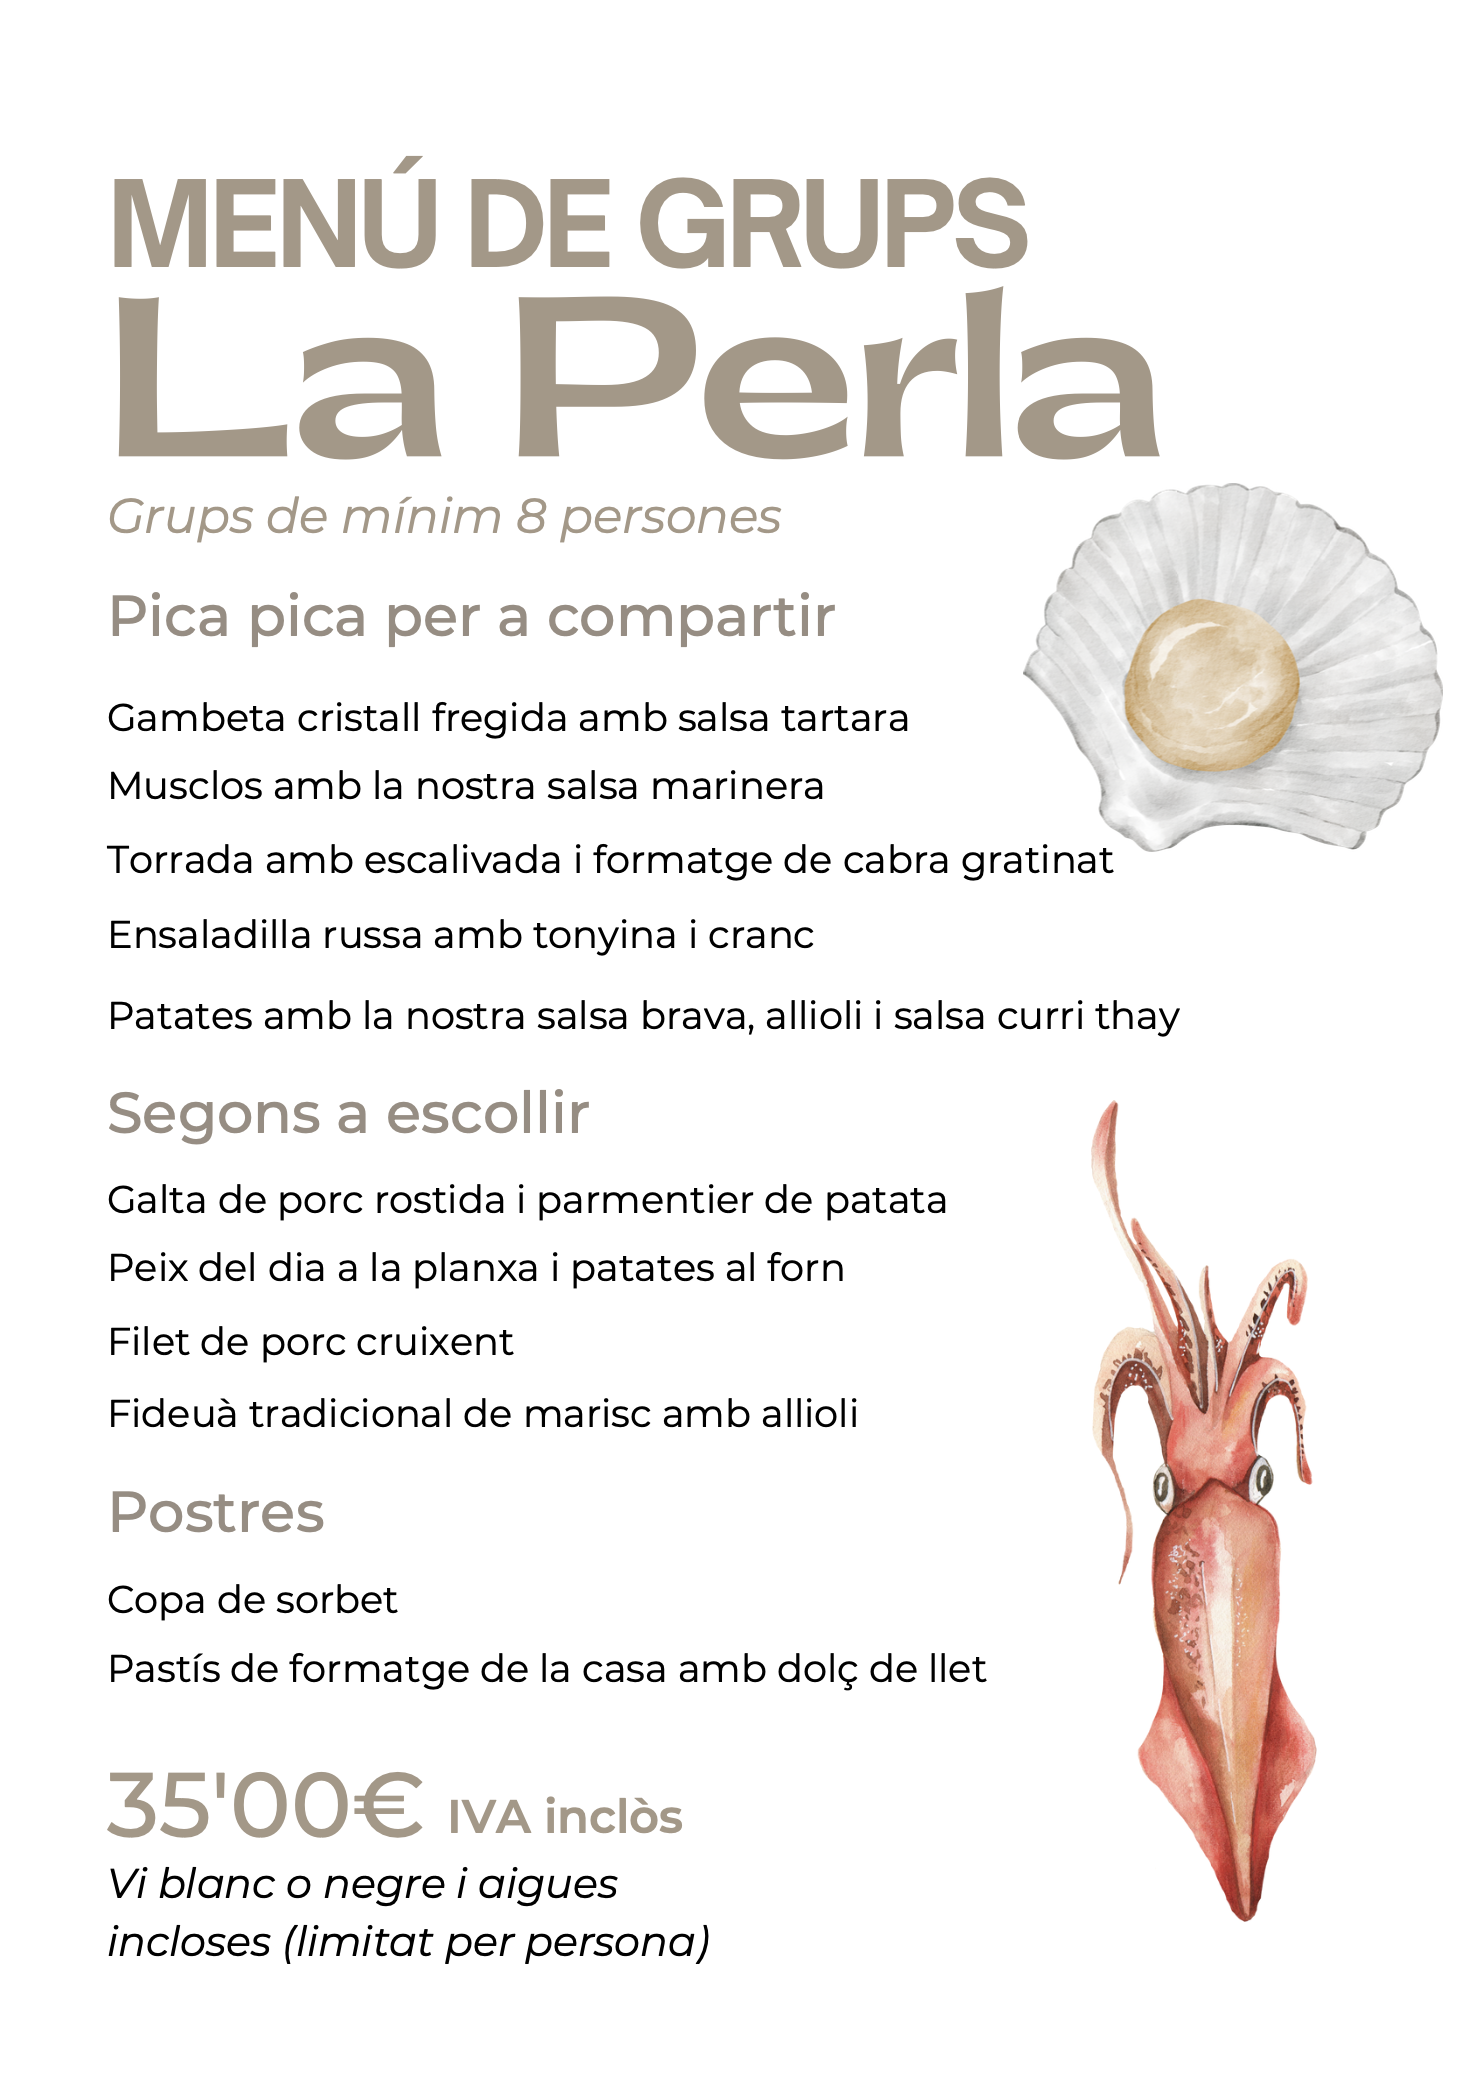 MENÚ DE GRUPS
La Perla
Grups de mínim 8 persones
Pica pica per a compartir
Gambeta cristall fregida amb salsa tartara
Musclos amb la nostra salsa marinera
Torrada amb escalivada i formatge de cabra gratinat
Ensaladilla russa amb tonyina i cranc
Patates amb la nostra salsa brava, allioli i salsa curri thay
Segons a escollir
Galta de porc rostida i parmentier de patata
Peix del dia a la planxa i patates al forn
Filet de porc cruixent
Fideuà tradicional de marisc amb allioli
Postres
Copa de sorbet
Pastís de formatge de la casa amb dolç de llet
35'00€ IVA inclòs
Vi blanc o negre i aigues
incloses (limitat per persona)